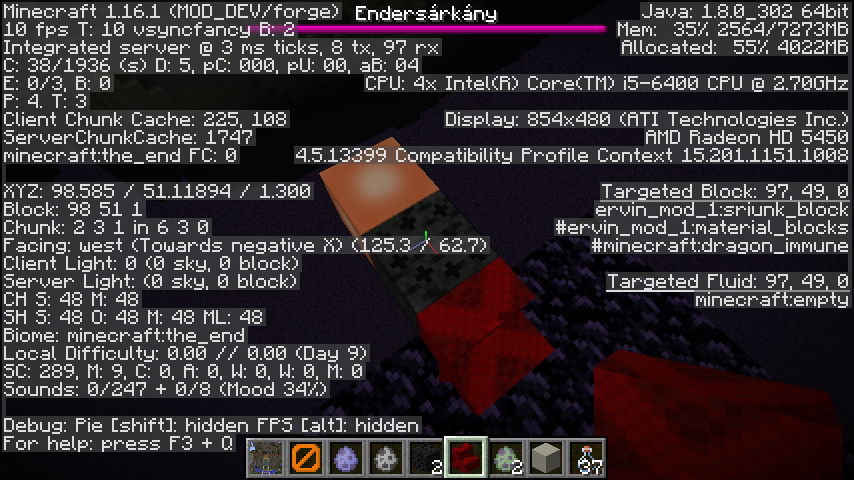 Minecraft 1.16.1 (MOD_DEV/forge)
10 fps T: 10 vsyncfancy B: 2
Integrated server @ 3 ms ticks, 8 tx, 97 rx
C: 38/1936 (s) D: 5, pC: 000, pU: 00, aB: 04
E: 0/3, B: 0
P: 4. T: 3
Client Chunk Cache: 225, 108
ServerChunkCache: 1747
minecraft:the_end FC: 0
XYZ: 98.585 / 51.11894 / 1.300
Block: 98 51 1
Chunk: 2 3 1 in 6 3 0
Facing: west (Towards negative X) (125.3 / 62.7)
Client Light: 0 (0 sky, 0 block)
Server Light: (0 sky, 0 block)
CH S: 48 M: 48
SH S: 48 O: 48 M: 48 ML: 48
Biome: minecraft:the_end
Local Difficulty: 0.00 // 0.00 (Day 9)
SC: 289, M: 9, C: 0, A: 0, W: 0, W: 0, M: 0
Sounds: 0/247 + 0/8 (Mood 34%)
Debug: Pie [shift]: hidden FPS [alt]: hidden
For help: press F3 + Q
Endersárkány
Java: 1.8.0_302 64bit
Mem: 35% 2564/7273MB
Allocated: 55% 4022MB
CPU: 4x Intel(R) Core(TM) i5-6400 CPU @ 2.70GHz
Display: 854x480 (ATI Technologies Inc.)
AMD Radeon HD 5450
4.5.13399 Compatibility Profile Context 15.201.1151.1008
Targeted Block: 97, 49, 0
ervin_mod_1:sriunk_block
#ervin_mod_1:material_blocks
#minecraft:dragon_immune
Targeted Fluid: 97, 49, 0
minecraft:empty
2
2
37